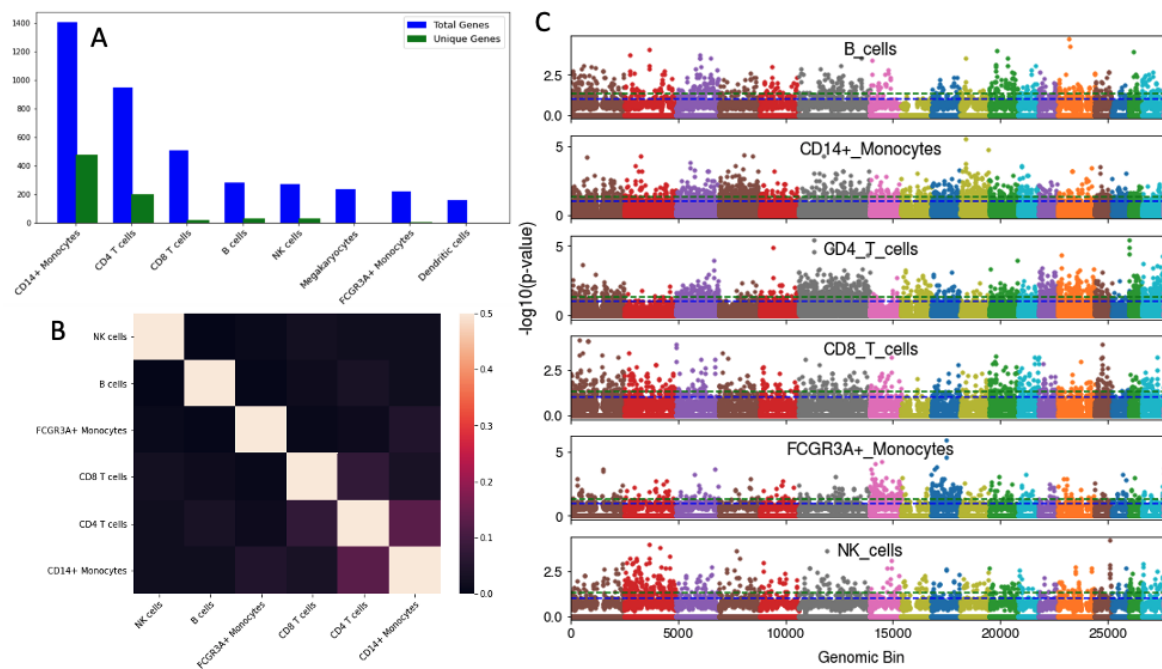 A
Total Genes
Unique Genes
1400
1200
1000
800
600
400
200
0
CD14+ Monocytes
CD4 T cells
CD8 T cells
B cells
NK cells
Megakaryocytes
FCGR3A+ Monocytes
Dendritic cells
B
NK cells
B cells
FCGR3A+ Monocytes
CD8 T cells
CD4 T cells
CD14+ Monocytes
NK cells
B cells
FCGR3A+ Monocytes
CD8 T cells
CD4 T cells
CD14+ Monocytes
0.5
0.4
0.3
0.2
0.1
0.0
C
-log10(p-value)
B_cells
2.5
0.0
CD14+_Monocytes
5
0
GD4_T_cells
5
0
CD8_T_cells
2.5
0.0
FCGR3A+_Monocytes
5
0
NK_cells
2.5
0.0
0
5000
10000
15000
20000
25000
Genomic Bin